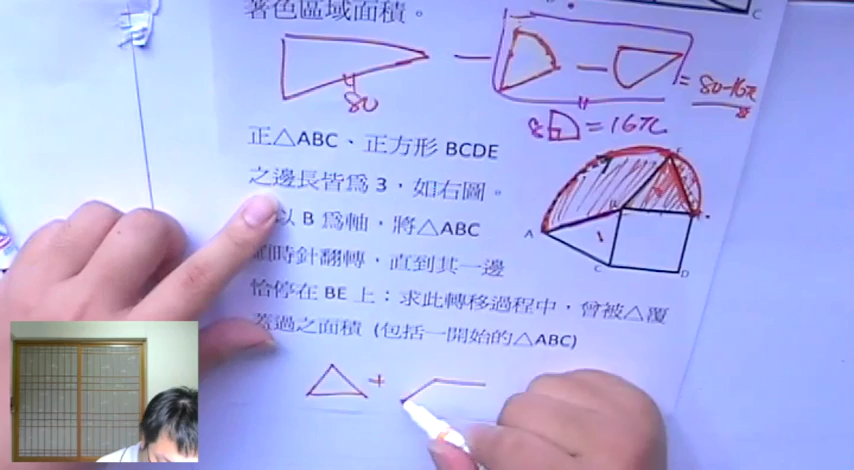 著色區域面積。
80
= 80-16π
8 = 16π
正△ABC、正方形 BCDE
之邊長皆為 3，如右圖。
以 B 為軸，將△ABC
順時針翻轉，直到其一邊
恰停在 BE 上：求此轉移過程中，曾被△覆
蓋過之面積 (包括一開始的△ABC)
A
B
C
D
C
+